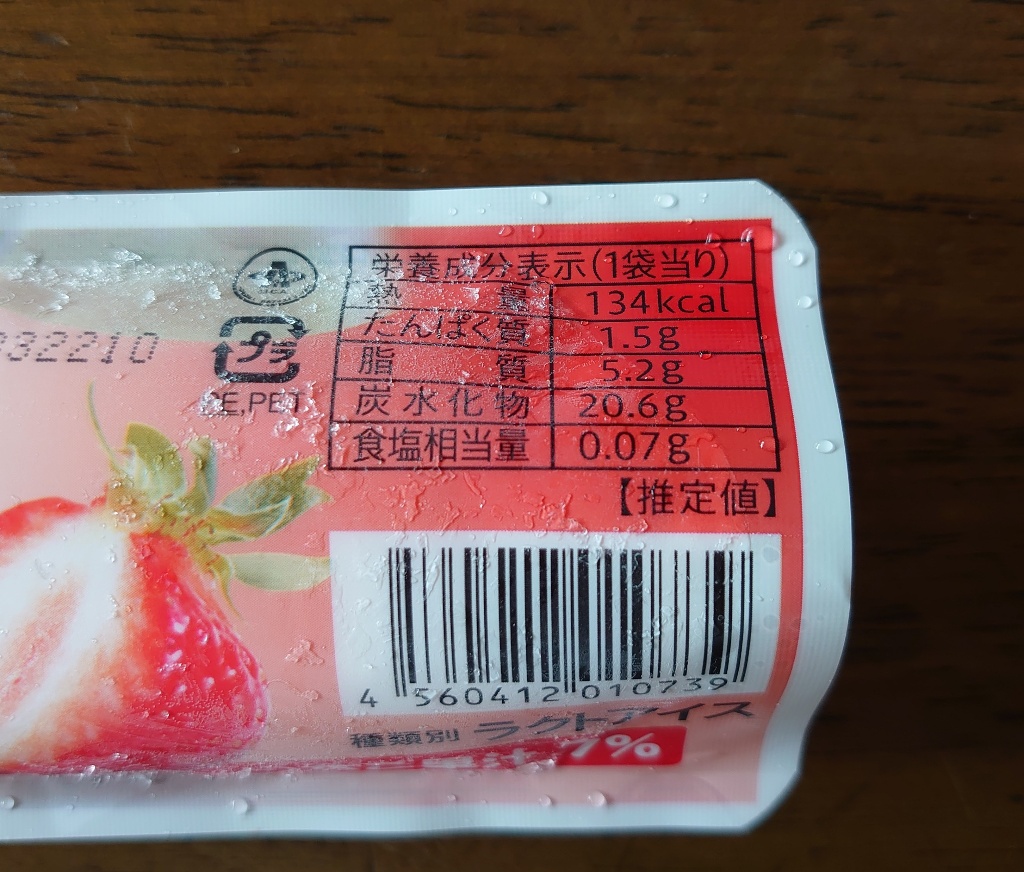 栄養成分表示(1袋当り)
熱量 134kcal
たんぱく質 1.5g
脂質 5.2g
炭水化物 20.6g
食塩相当量 0.07g
【推定値】
プラ
PE,PET
82210
4 560412 010739
種類別 ラクトアイス
果汁 7%